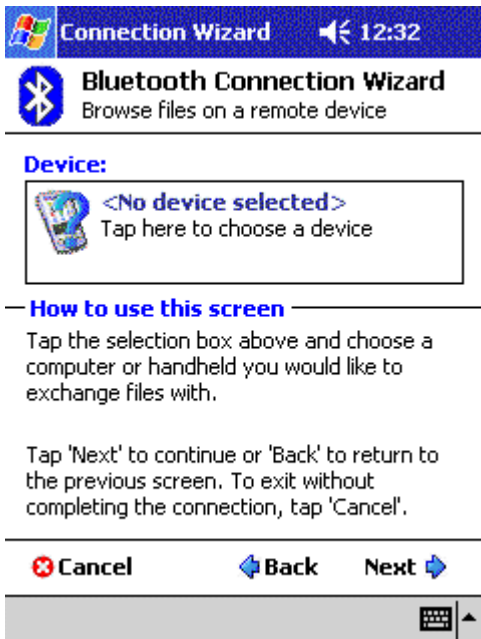 Connection Wizard 12:32
Bluetooth Connection Wizard
Browse files on a remote device
Device:
<No device selected>
Tap here to choose a device
How to use this screen
Tap the selection box above and choose a
computer or handheld you would like to
exchange files with.
Tap 'Next' to continue or 'Back' to return to
the previous screen. To exit without
completing the connection, tap 'Cancel'.
Cancel Back Next